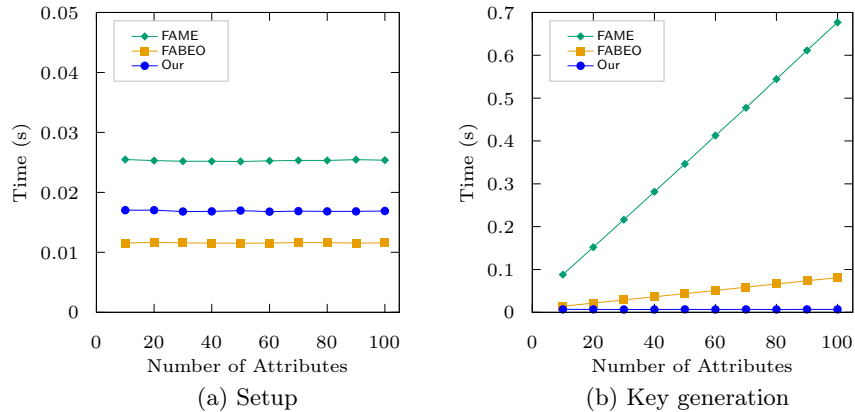 0.05
0.04
0.03
0.02
0.01
0
Time (s)
FAME
FABEO
Our
0 20 40 60 80 100
Number of Attributes
(a) Setup
0.7
0.6
0.5
0.4
0.3
0.2
0.1
0
Time (s)
FAME
FABEO
Our
0 20 40 60 80 100
Number of Attributes
(b) Key generation